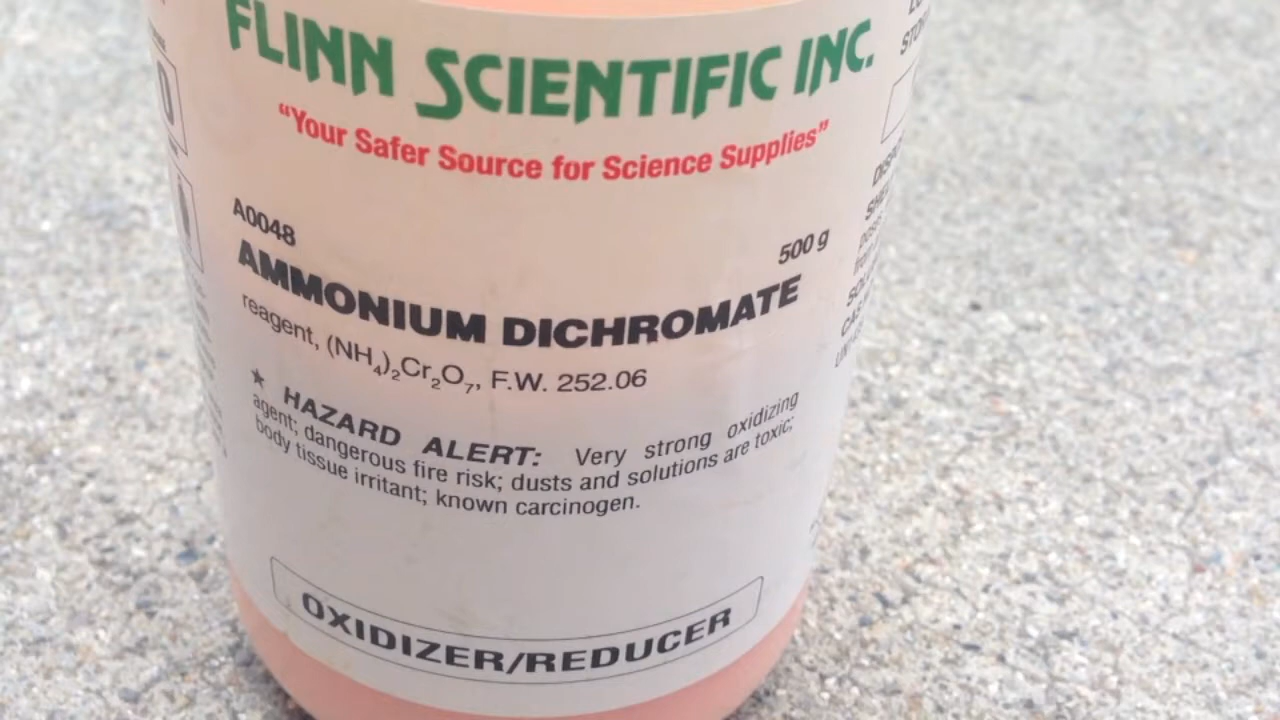 FLINN SCIENTIFIC INC.
“Your Safer Source for Science Supplies”
A0048
500 g
AMMONIUM DICHROMATE
reagent, (NH₄)₂Cr₂O₇, F.W. 252.06
★ HAZARD ALERT: Very strong oxidizing
agent; dangerous fire risk; dusts and solutions are toxic;
body tissue irritant; known carcinogen.
OXIDIZER/REDUCER